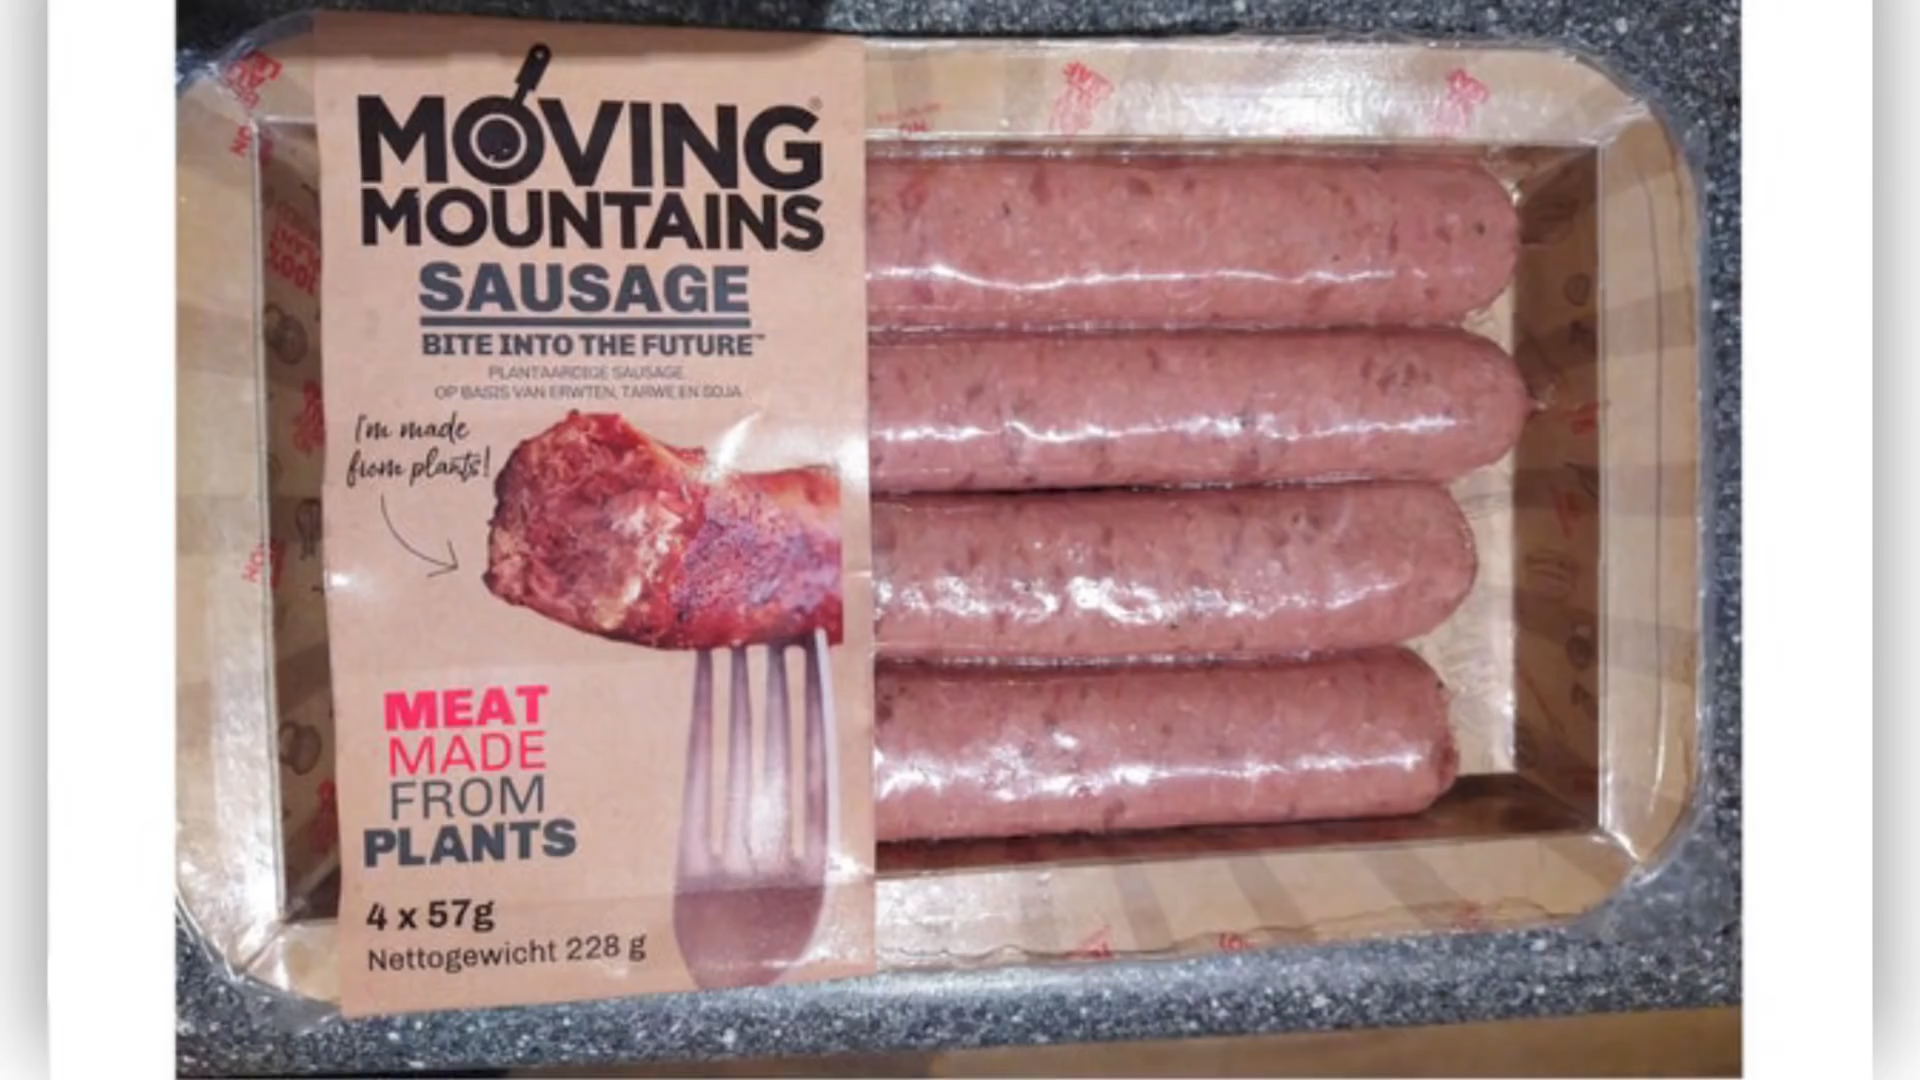 MOVING®
MOUNTAINS
SAUSAGE
BITE INTO THE FUTURE™
PLANTAARDIGE SAUSAGE
OP BASIS VAN ERWTEN, TARWE EN SOJA
I'm made
from plants!
MEAT
MADE
FROM
PLANTS
4 x 57g
Nettogewicht 228 g